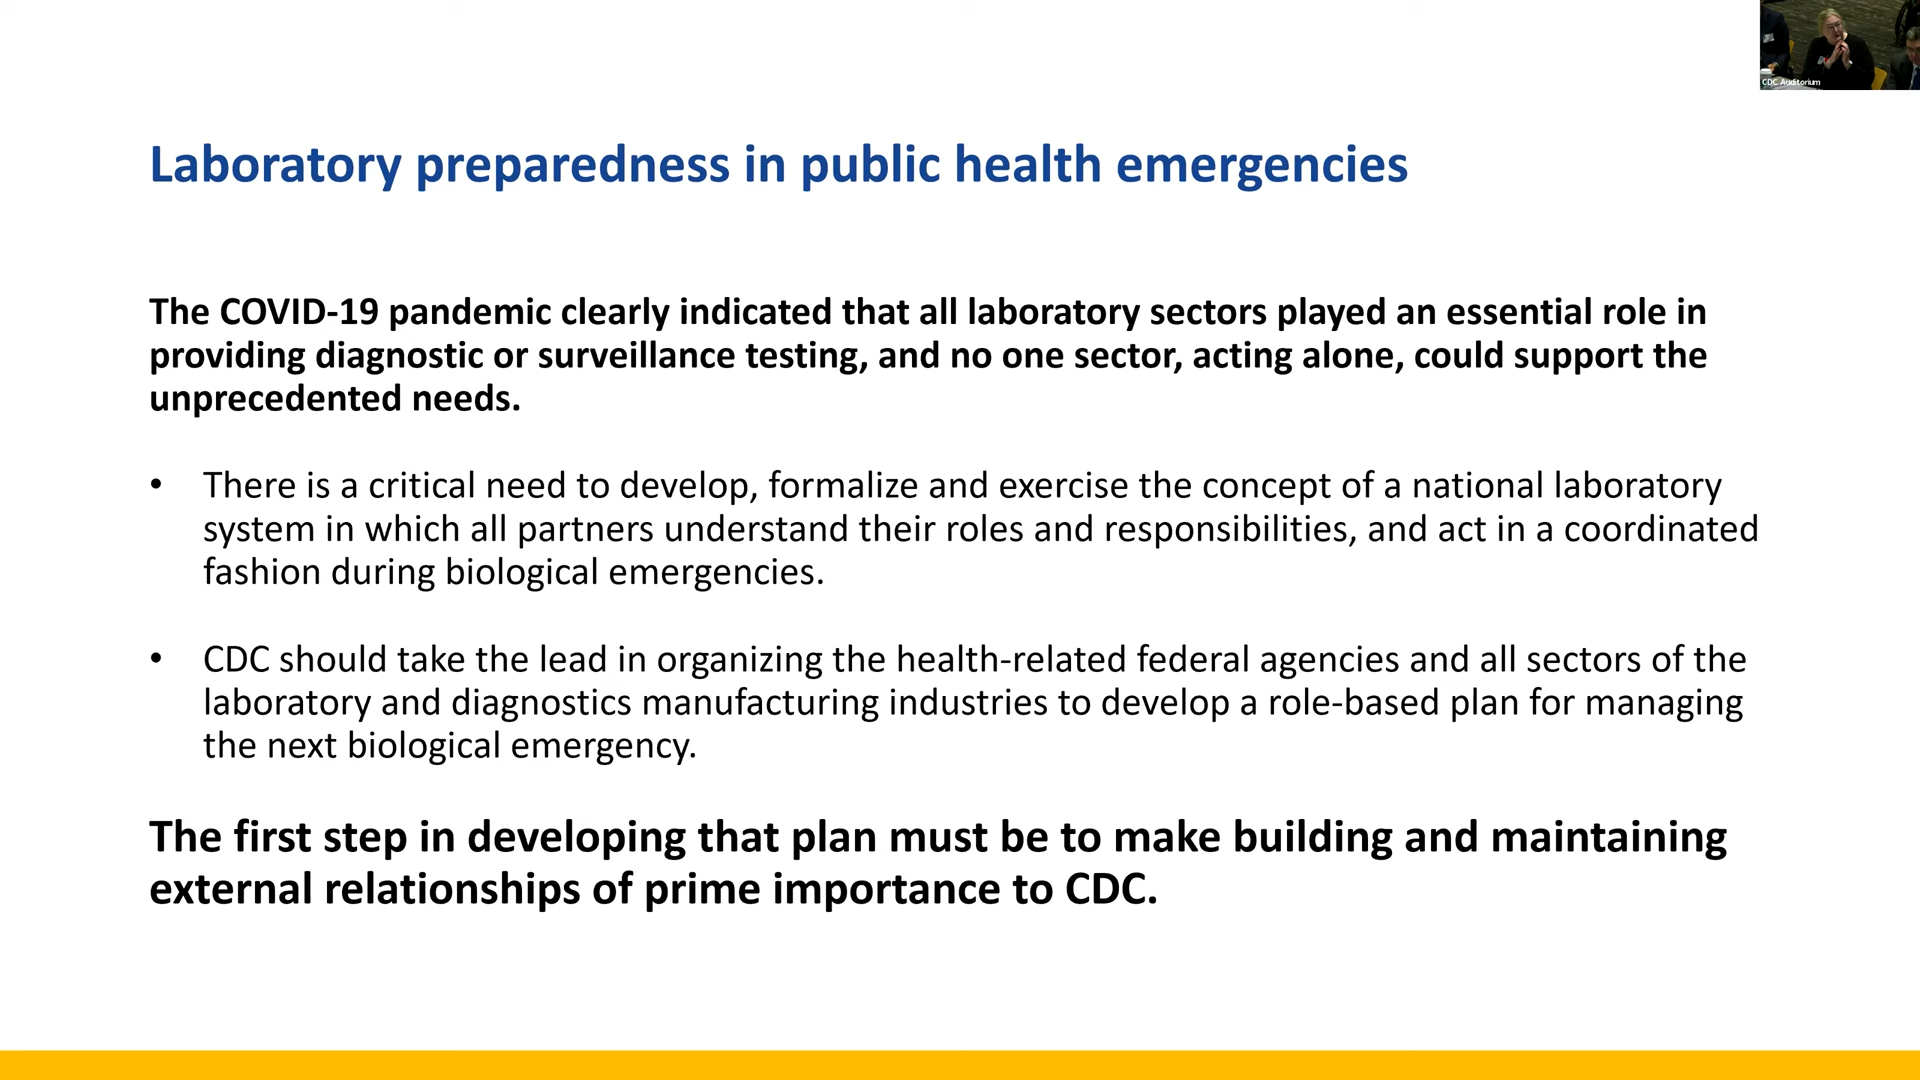 CDC Auditorium
Laboratory preparedness in public health emergencies
The COVID-19 pandemic clearly indicated that all laboratory sectors played an essential role in
providing diagnostic or surveillance testing, and no one sector, acting alone, could support the
unprecedented needs.
• There is a critical need to develop, formalize and exercise the concept of a national laboratory
system in which all partners understand their roles and responsibilities, and act in a coordinated
fashion during biological emergencies.
• CDC should take the lead in organizing the health-related federal agencies and all sectors of the
laboratory and diagnostics manufacturing industries to develop a role-based plan for managing
the next biological emergency.
The first step in developing that plan must be to make building and maintaining
external relationships of prime importance to CDC.